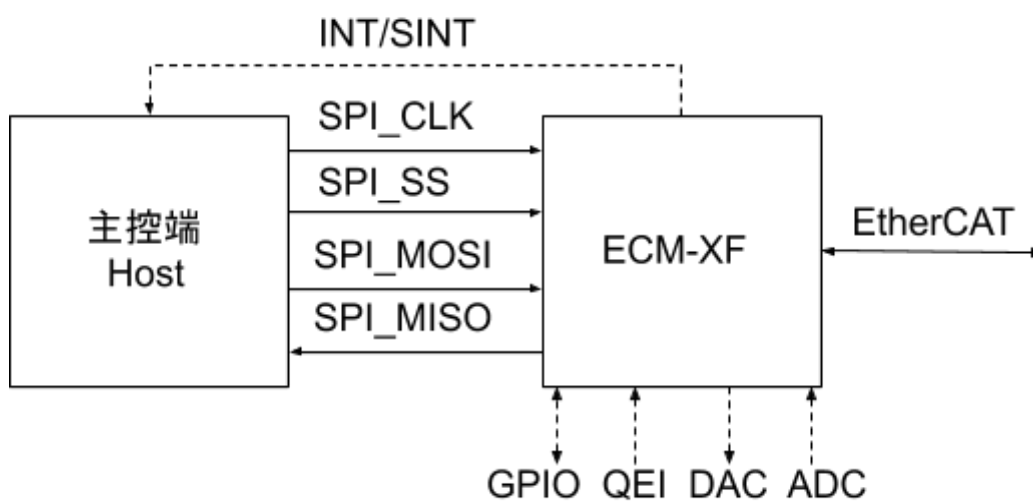 INT/SINT
SPI_CLK
SPI_SS
SPI_MOSI
SPI_MISO
主控端
Host
ECM-XF
EtherCAT
GPIO QEI DAC ADC